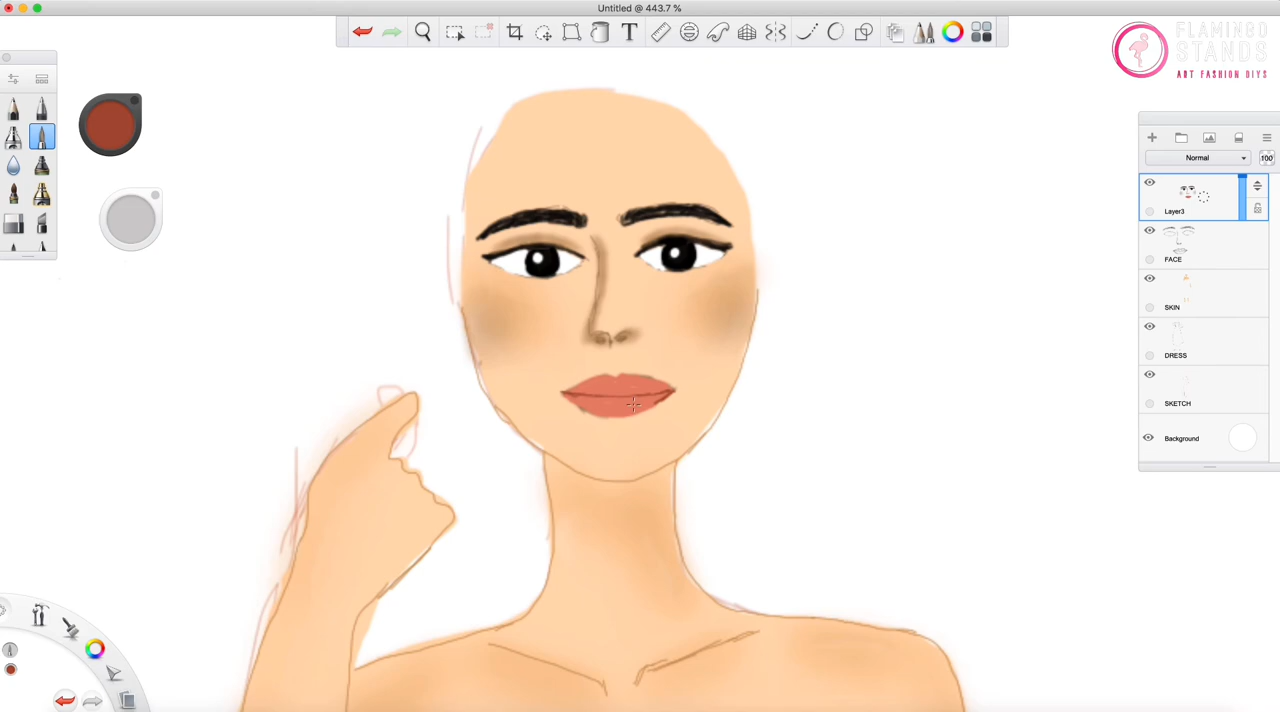 Untitled @ 443.7 %
T
FLAMINGO
STANDS
ART FASHION DIYS
Normal
100
Layer3
FACE
SKIN
DRESS
SKETCH
Background